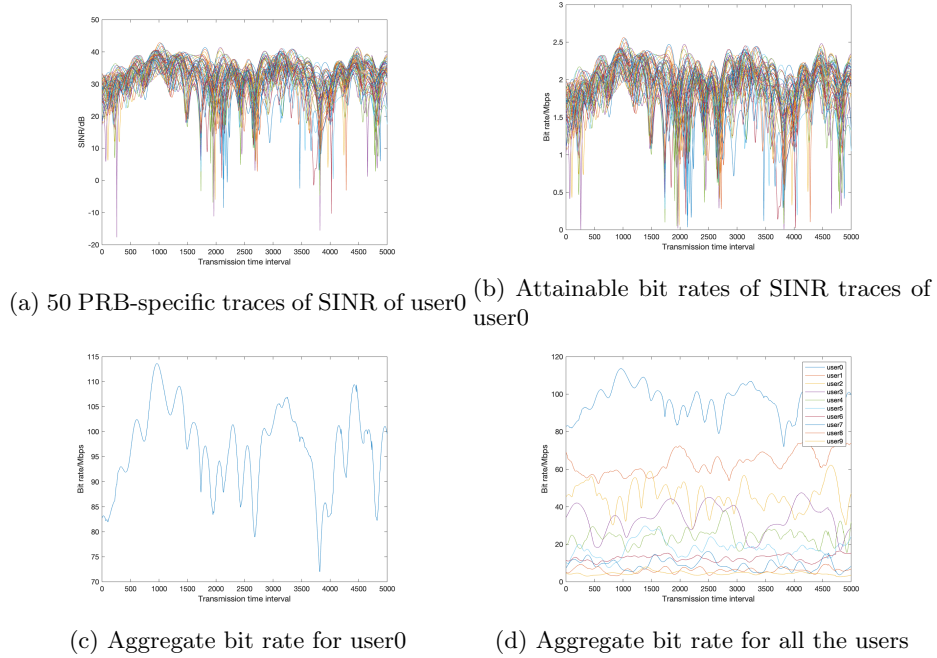 50
40
30
20
10
0
-10
-20
SINR/dB
0 500 1000 1500 2000 2500 3000 3500 4000 4500 5000
Transmission time interval
(a) 50 PRB-specific traces of SINR of user0
3
2.5
2
1.5
1
0.5
0
Bit rate/Mbps
0 500 1000 1500 2000 2500 3000 3500 4000 4500 5000
Transmission time interval
(b) Attainable bit rates of SINR traces of
user0
115
110
105
100
95
90
85
80
75
70
Bit rate/Mbps
0 500 1000 1500 2000 2500 3000 3500 4000 4500 5000
Transmission time interval
(c) Aggregate bit rate for user0
120
100
80
60
40
20
0
Bit rate/Mbps
user0
user1
user2
user3
user4
user5
user6
user7
user8
user9
0 500 1000 1500 2000 2500 3000 3500 4000 4500 5000
Transmission time interval
(d) Aggregate bit rate for all the users